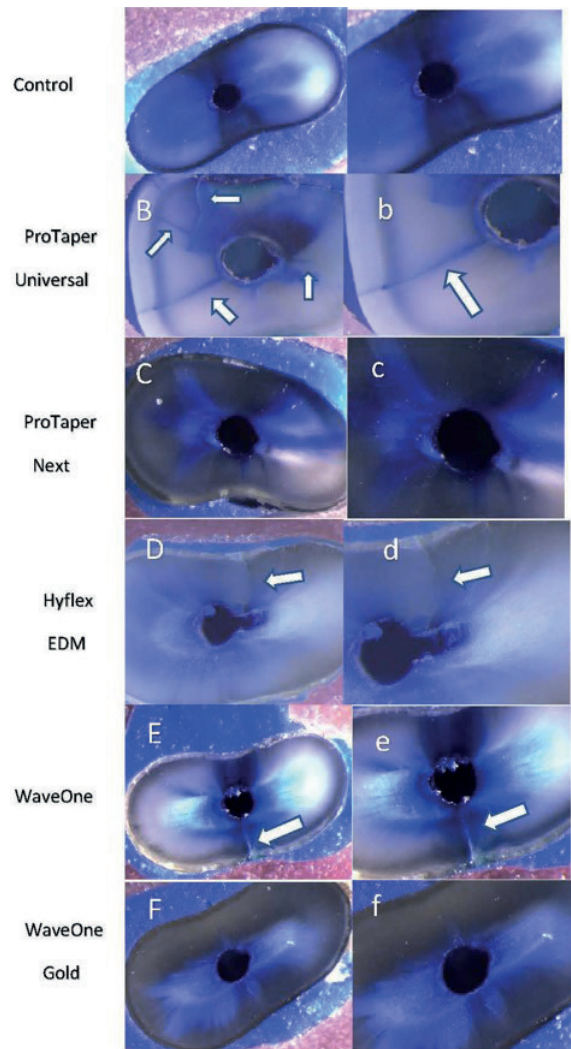 Control
ProTaper
Universal
B
b
ProTaper
Next
C
c
Hyflex
EDM
D
d
WaveOne
E
e
WaveOne
Gold
F
f